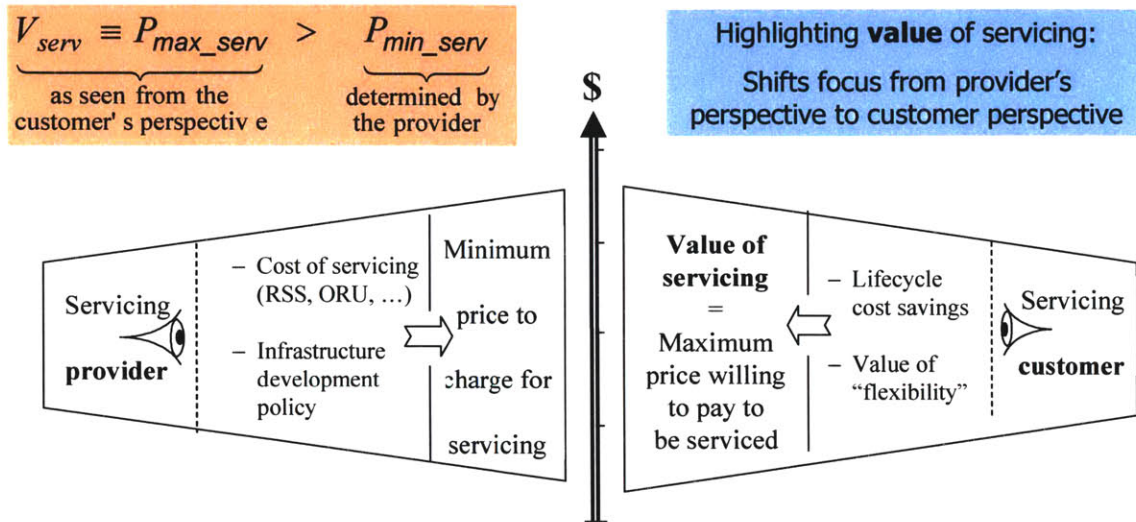 V_serv ≡ P_max_serv > P_min_serv
as seen from the
customer' s perspectiv e
determined by
the provider
Highlighting value of servicing:
Shifts focus from provider's
perspective to customer perspective
$
Servicing
provider
– Cost of servicing
(RSS, ORU, ...)
– Infrastructure
development
policy
Minimum
price to
charge for
servicing
Value of
servicing
=
Maximum
price willing
to pay to
be serviced
– Lifecycle
cost savings
– Value of
"flexibility"
Servicing
customer